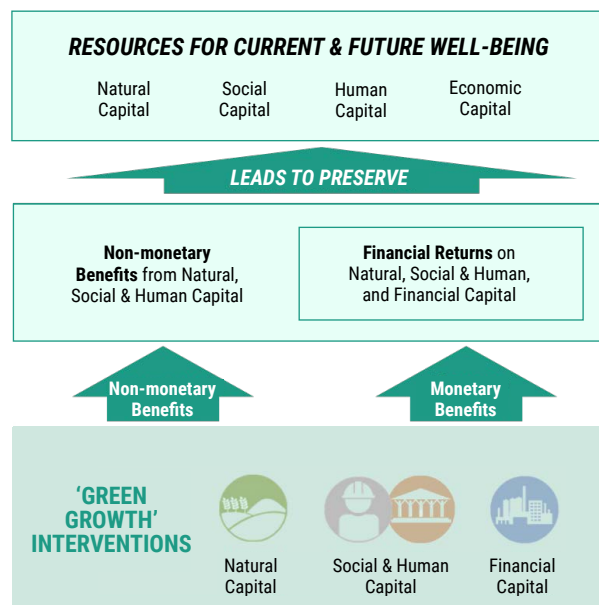 RESOURCES FOR CURRENT & FUTURE WELL-BEING
Natural
Capital
Social
Capital
Human
Capital
Economic
Capital
LEADS TO PRESERVE
Non-monetary
Benefits from Natural,
Social & Human Capital
Financial Returns on
Natural, Social & Human,
and Financial Capital
Non-monetary
Benefits
Monetary
Benefits
‘GREEN
GROWTH’
INTERVENTIONS
Natural
Capital
Social & Human
Capital
Financial
Capital